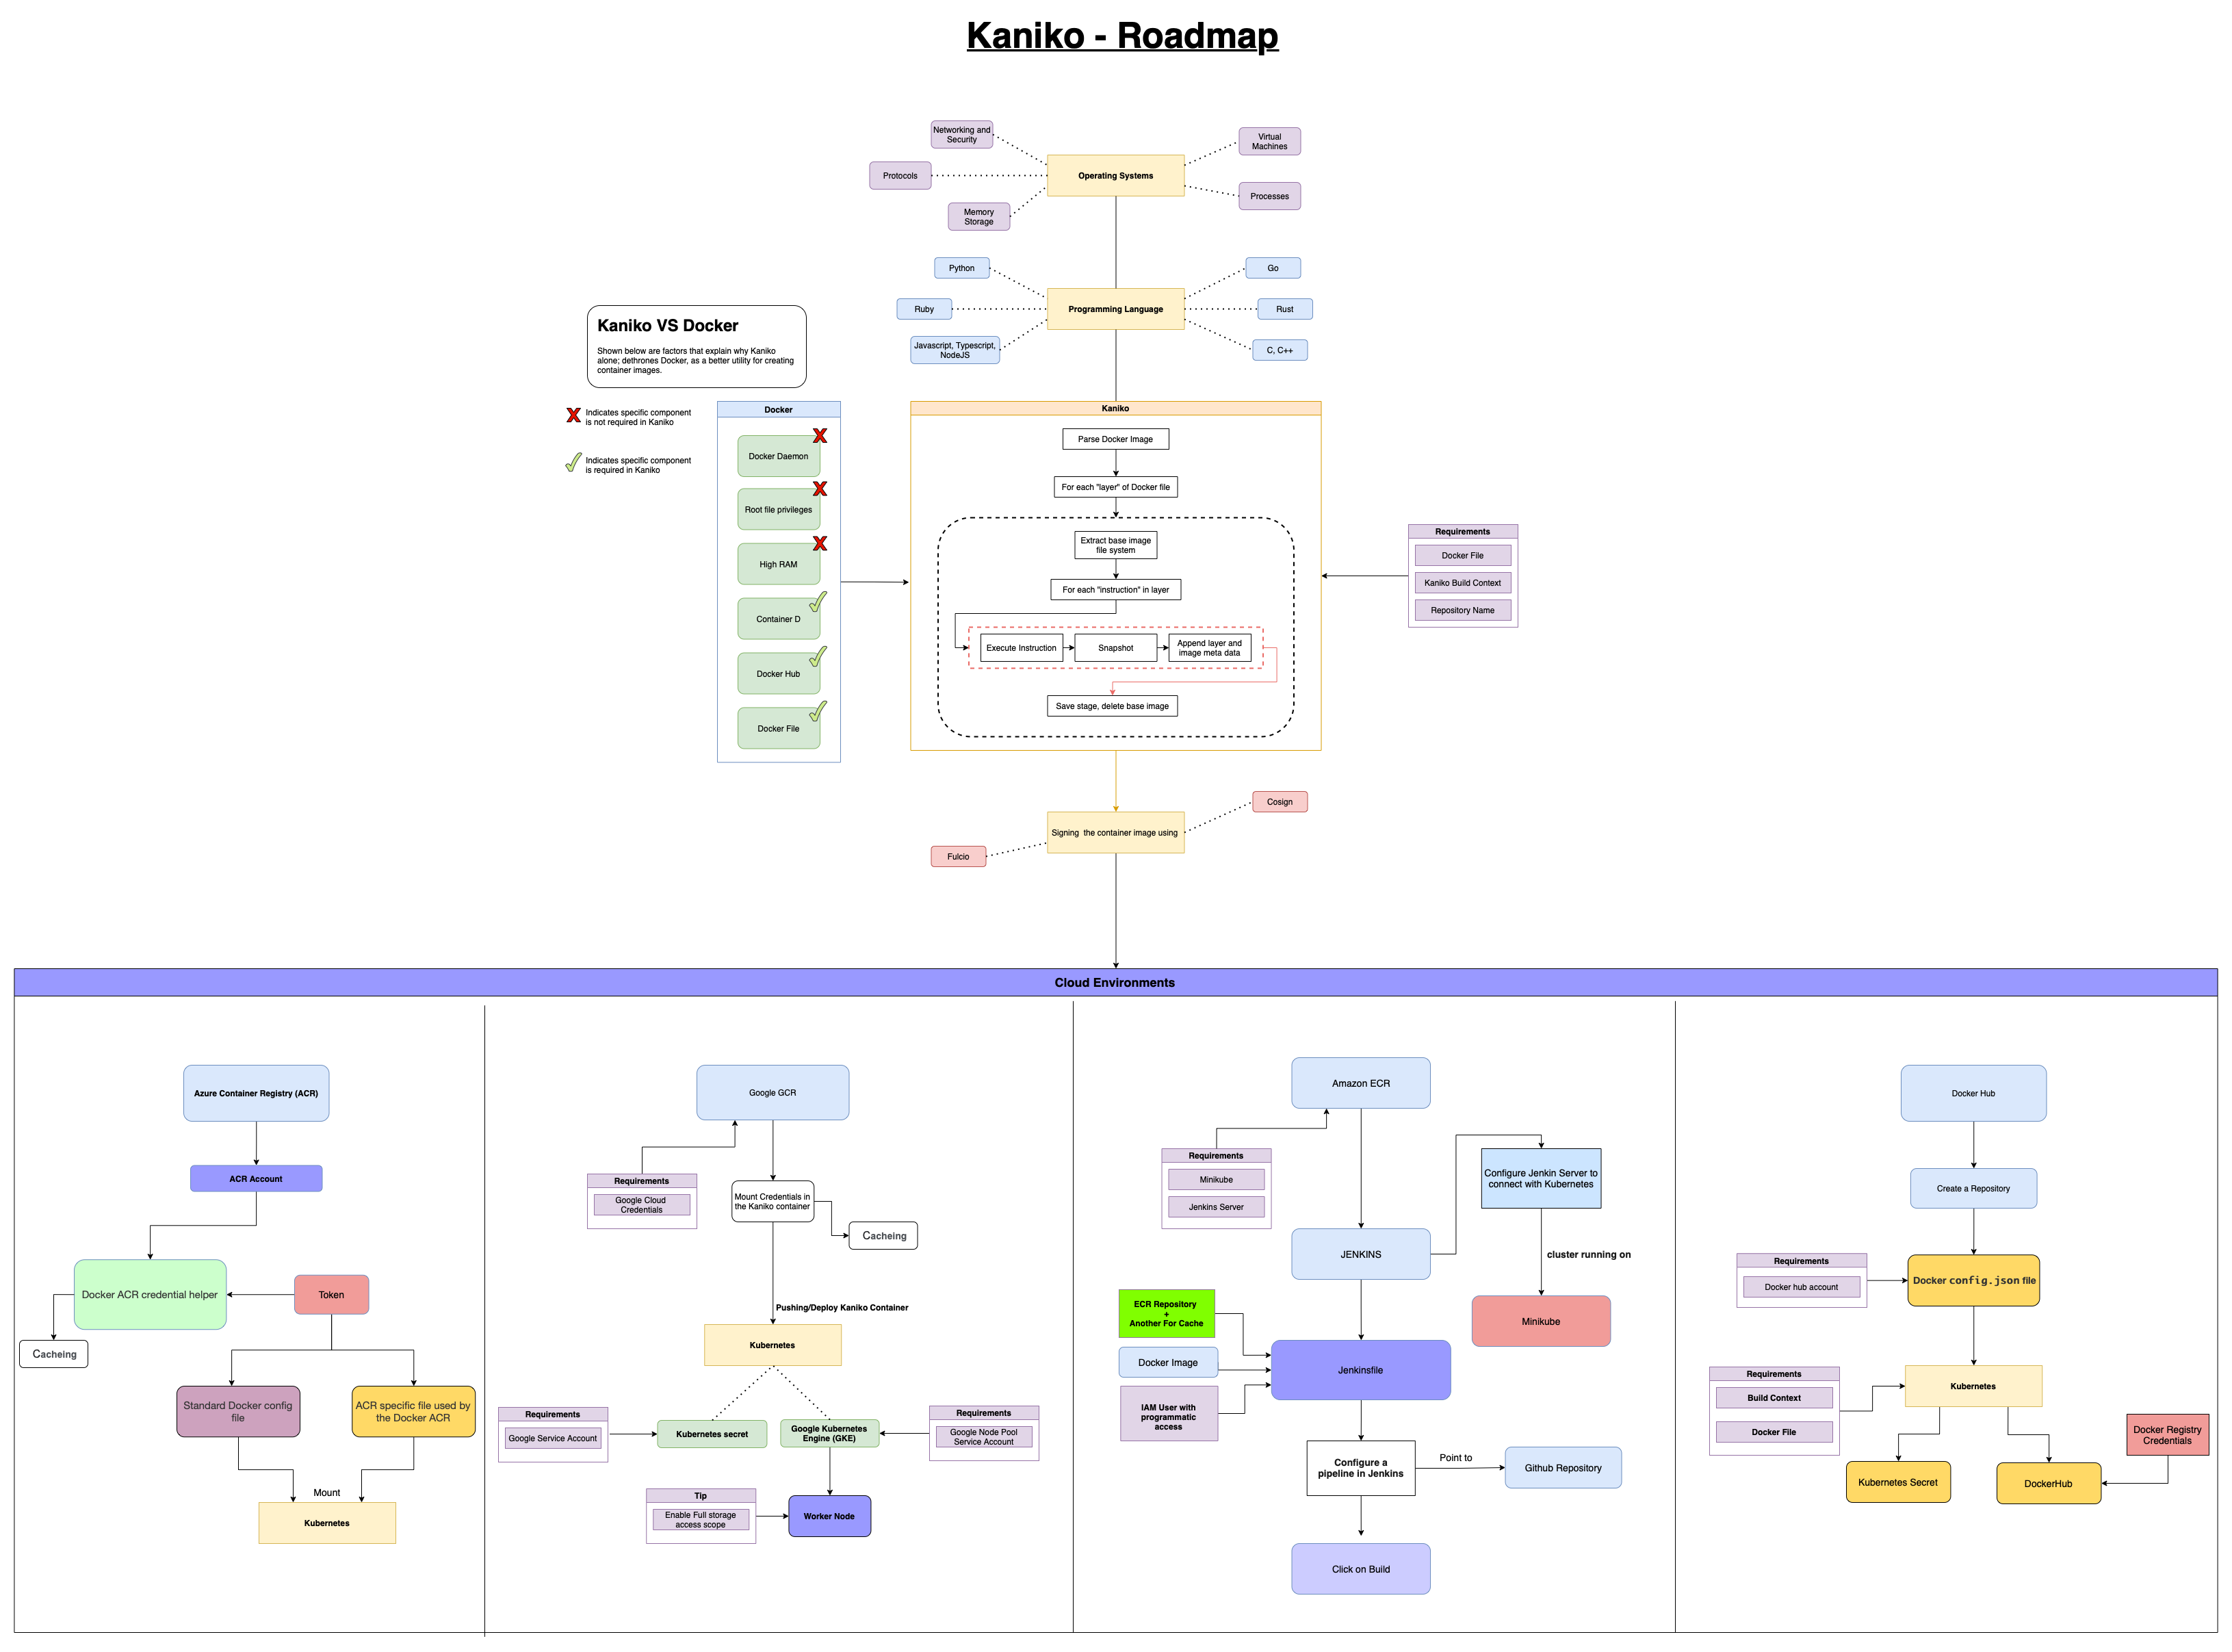 Kaniko - Roadmap
Networking and
Security
Virtual
Machines
Operating Systems
Protocols
Processes
Memory
Storage
Python
Go
Ruby
Programming Language
Rust
Javascript, Typescript,
NodeJS
C, C++
Kaniko VS Docker
Shown below are factors that explain why Kaniko
alone; dethrones Docker, as a better utility for creating
container images.
X Indicates specific component
is not required in Kaniko
✓ Indicates specific component
is required in Kaniko
Docker
X
Docker Daemon
X
Root file privileges
X
High RAM
✓
Container D
✓
Docker Hub
✓
Docker File
Kaniko
Parse Docker Image
For each "layer" of Docker file
Extract base image
file system
For each "instruction" in layer
Execute Instruction
Snapshot
Append layer and
image meta data
Save stage, delete base image
Requirements
Docker File
Kaniko Build Context
Repository Name
Cosign
Signing  the container image using
Fulcio
Cloud Environments
Azure Container Registry (ACR)
ACR Account
Docker ACR credential helper
Token
Cacheing
Standard Docker config
file
ACR specific file used by
the Docker ACR
Mount
Kubernetes
Google GCR
Requirements
Google Cloud
Credentials
Mount Credentials in
the Kaniko container
Cacheing
Pushing/Deploy Kaniko Container
Kubernetes
Requirements
Google Service Account
Kubernetes secret
Google Kubernetes
Engine (GKE)
Requirements
Google Node Pool
Service Account
Tip
Enable Full storage
access scope
Worker Node
Amazon ECR
Requirements
Minikube
Jenkins Server
Configure Jenkin Server to
connect with Kubernetes
JENKINS
cluster running on
ECR Repository
+
Another For Cache
Minikube
Docker Image
Jenkinsfile
IAM User with
programmatic
access
Configure a
pipeline in Jenkins
Point to
Github Repository
Click on Build
Docker Hub
Create a Repository
Requirements
Docker hub account
Docker config.json file
Requirements
Build Context
Docker File
Kubernetes
Docker Registry
Credentials
Kubernetes Secret
DockerHub